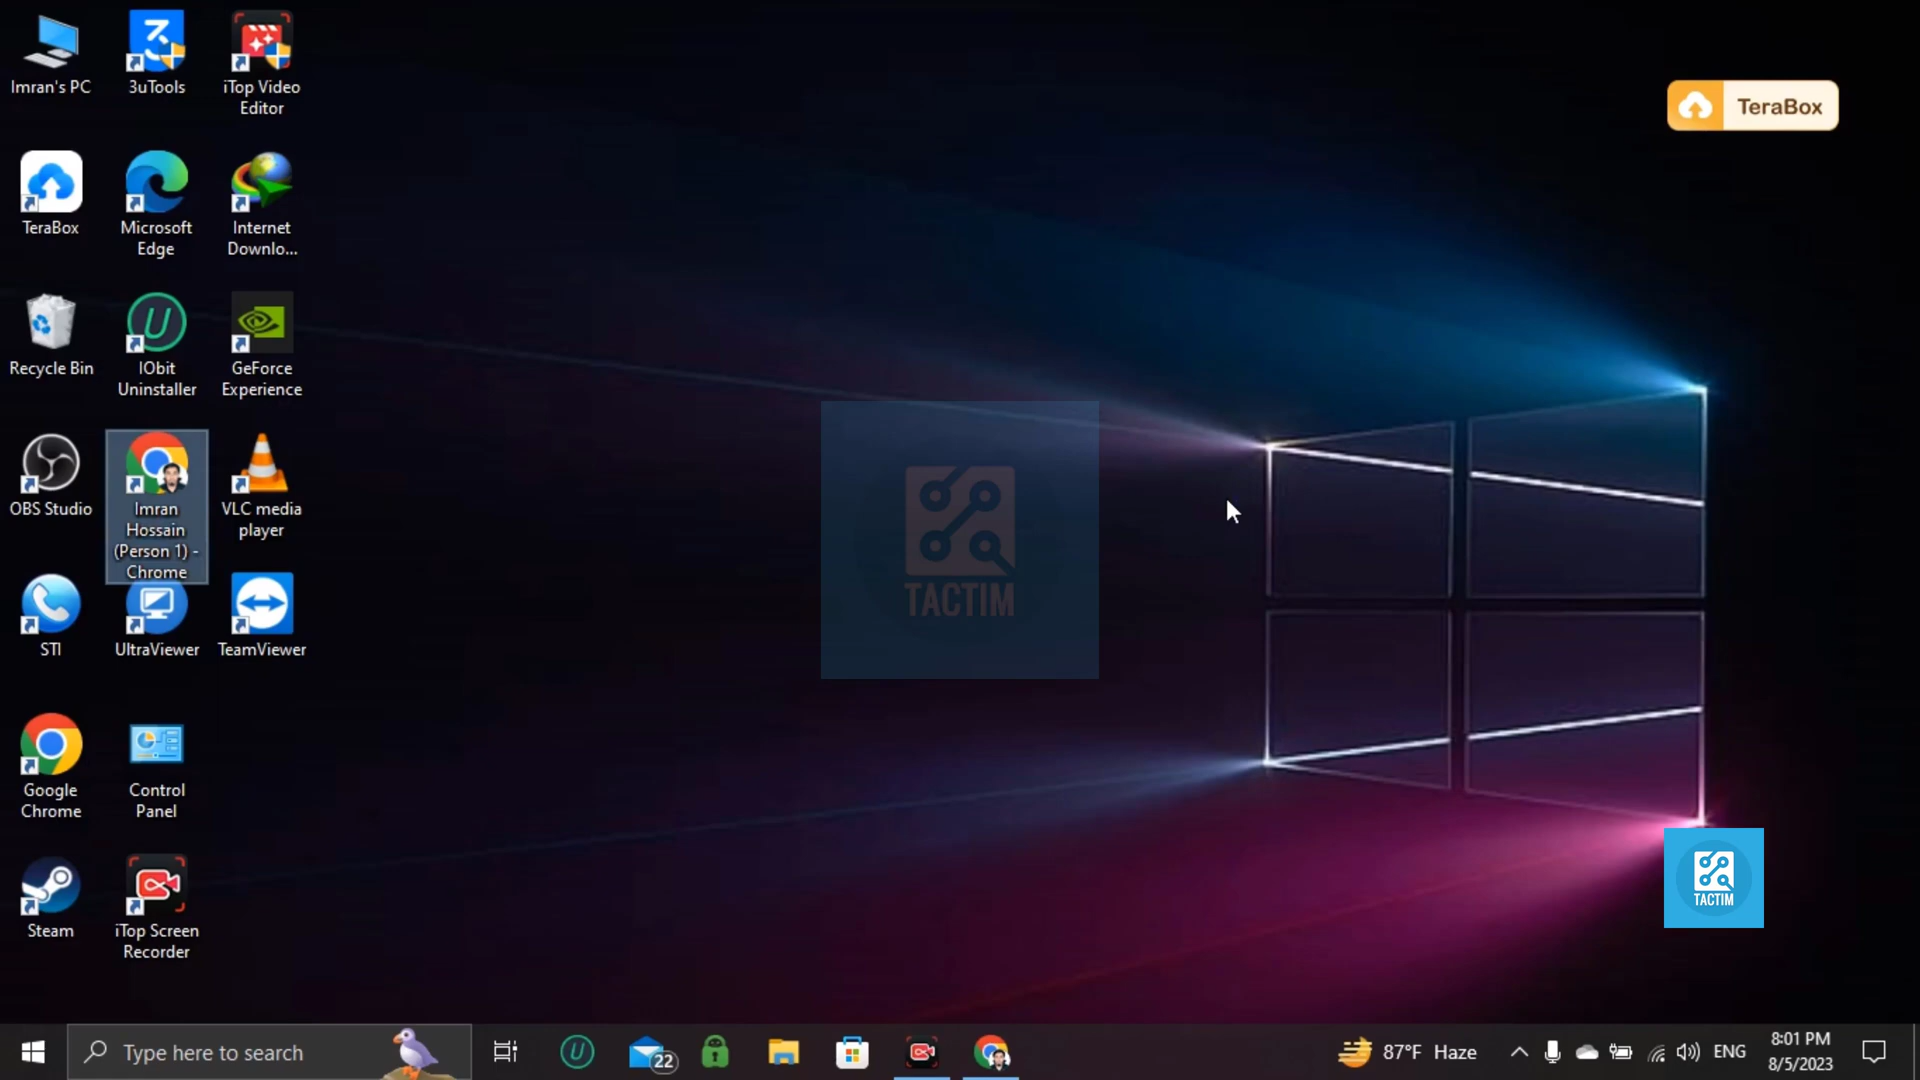 Imran's PC
3uTools
iTop Video
Editor
TeraBox
TeraBox
Microsoft
Edge
Internet
Downlo...
Recycle Bin
IObit
Uninstaller
GeForce
Experience
OBS Studio
Imran
Hossain
(Person 1) -
Chrome
VLC media
player
TACTIM
STI
UltraViewer
TeamViewer
Google
Chrome
Control
Panel
TACTIM
Steam
iTop Screen
Recorder
Type here to search
22
87°F Haze
ENG
8:01 PM
8/5/2023